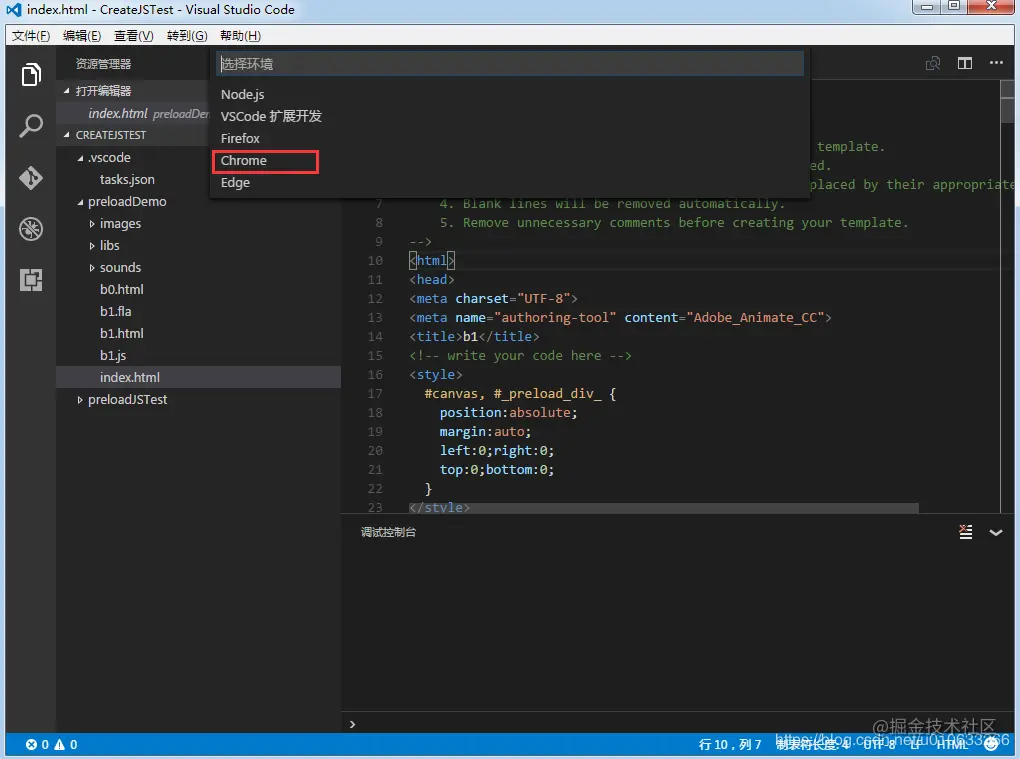 index.html - CreateJSTest - Visual Studio Code
文件(F) 编辑(E) 查看(V) 转到(G) 帮助(H)
资源管理器
打开编辑器
index.html preloadDer
CREATEJSTEST
.vscode
tasks.json
preloadDemo
images
libs
sounds
b0.html
b1.fla
b1.html
b1.js
index.html
preloadJSTest
选择环境
Node.js
VSCode 扩展开发
Firefox
Chrome
Edge
template.
ed.
placed by their appropriate
7 4. Blank lines will be removed automatically.
8 5. Remove unnecessary comments before creating your template.
9 -->
10 <html>
11 <head>
12 <meta charset="UTF-8">
13 <meta name="authoring-tool" content="Adobe_Animate_CC">
14 <title>b1</title>
15 <!-- write your code here -->
16 <style>
17 #canvas, #_preload_div_ {
18 position:absolute;
19 margin:auto;
20 left:0;right:0;
21 top:0;bottom:0;
22 }
23 </style>
调试控制台
@掘金技术社区
0 0 行 10，列 7 制表符长度: 4 UTF-8 LF HTML